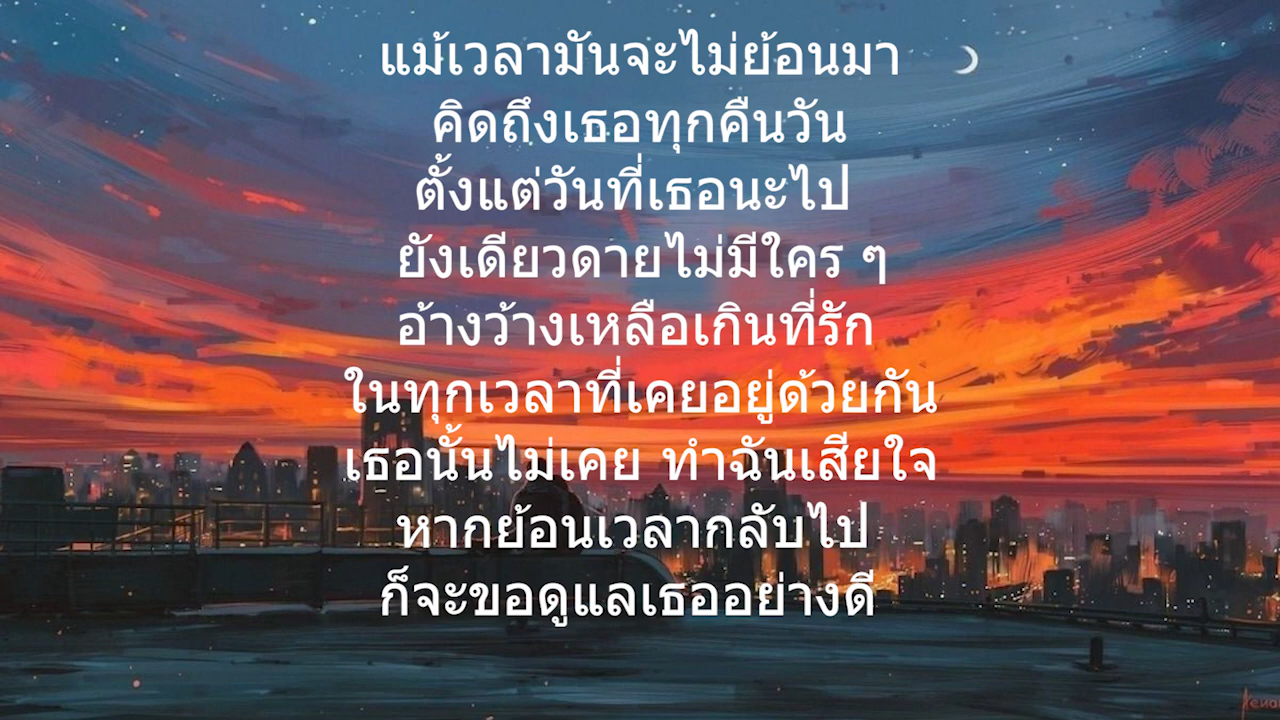 แม้เวลามันจะไม่ย้อนมา
คิดถึงเธอทุกคืนวัน
ตั้งแต่วันที่เธอนะไป
ยังเดียวดายไม่มีใคร ๆ
อ้างว้างเหลือเกินที่รัก
ในทุกเวลาที่เคยอยู่ด้วยกัน
เธอนั้นไม่เคย ทำฉันเสียใจ
หากย้อนเวลากลับไป
ก็จะขอดูแลเธออย่างดี